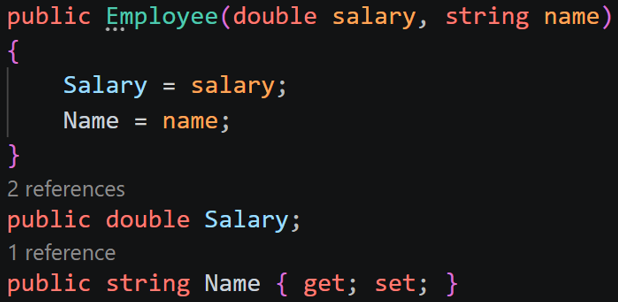 public Employee(double salary, string name)
{
    Salary = salary;
    Name = name;
}
2 references
public double Salary;
1 reference
public string Name { get; set; }